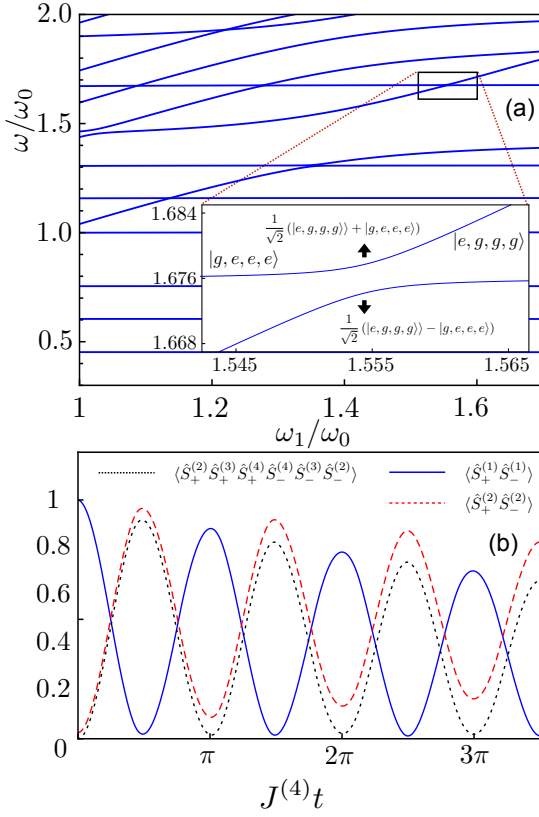 2.0
(a)
1.5
1.0
0.5
ω/ω₀
1.684
1.676
1.668
1/√2 (|e, g, g, g⟩⟩ + |g, e, e, e⟩)
|g, e, e, e⟩
|e, g, g, g⟩
1/√2 (|e, g, g, g⟩⟩ − |g, e, e, e⟩)
1.545 1.555 1.565
1 1.2 1.4 1.6
ω₁/ω₀
⟨Ŝ₊⁽²⁾Ŝ₊⁽³⁾Ŝ₊⁽⁴⁾Ŝ₋⁽⁴⁾Ŝ₋⁽³⁾Ŝ₋⁽²⁾⟩ ⟨Ŝ₊⁽¹⁾Ŝ₋⁽¹⁾⟩
⟨Ŝ₊⁽²⁾Ŝ₋⁽²⁾⟩
(b)
1
0.8
0.4
0.2
0
π 2π 3π
J⁽⁴⁾t